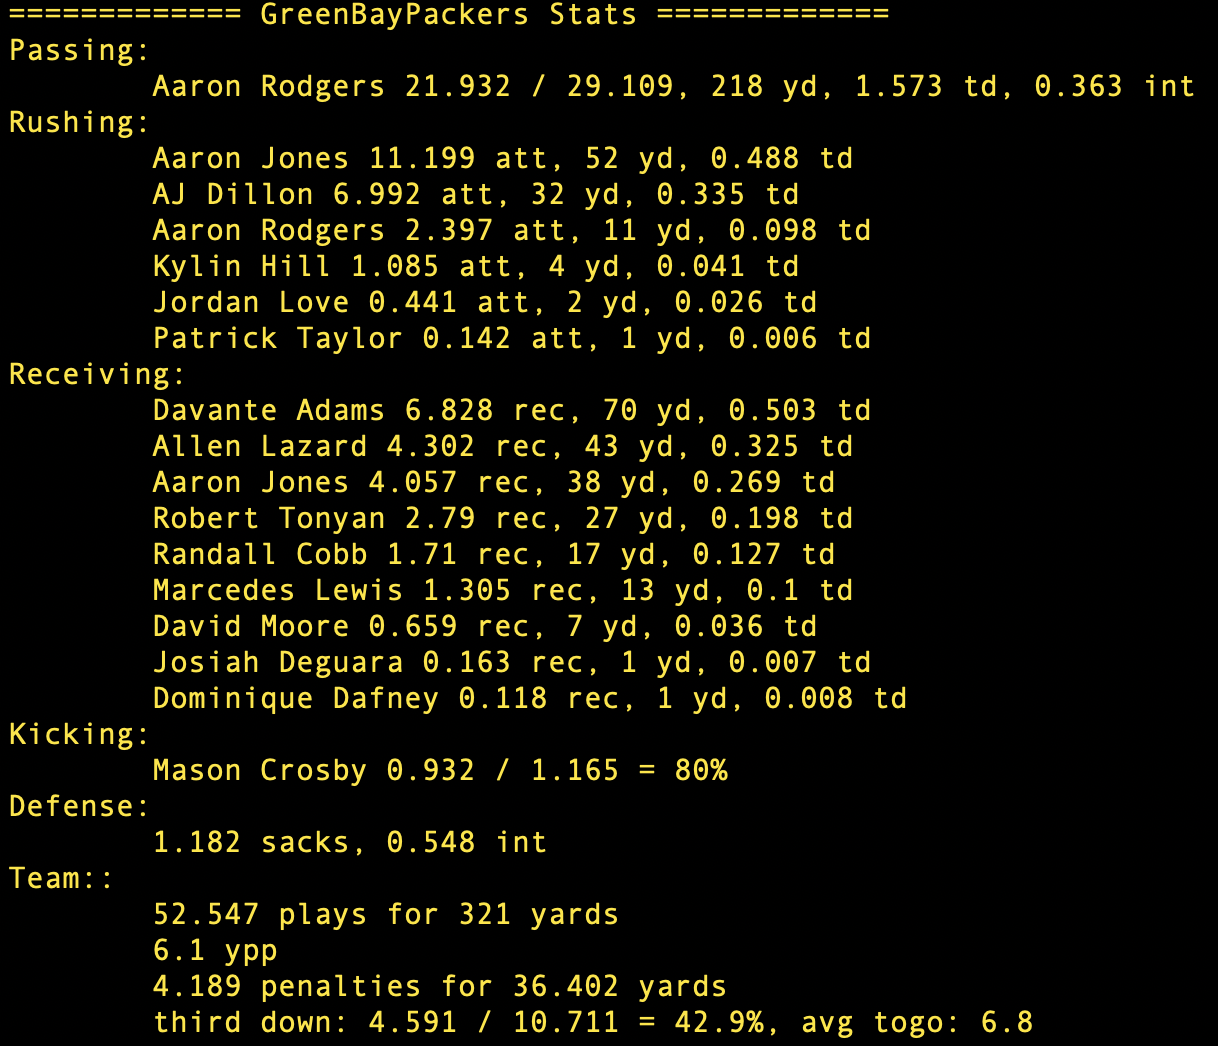 ============= GreenBayPackers Stats =============
Passing:
Aaron Rodgers 21.932 / 29.109, 218 yd, 1.573 td, 0.363 int
Rushing:
Aaron Jones 11.199 att, 52 yd, 0.488 td
AJ Dillon 6.992 att, 32 yd, 0.335 td
Aaron Rodgers 2.397 att, 11 yd, 0.098 td
Kylin Hill 1.085 att, 4 yd, 0.041 td
Jordan Love 0.441 att, 2 yd, 0.026 td
Patrick Taylor 0.142 att, 1 yd, 0.006 td
Receiving:
Davante Adams 6.828 rec, 70 yd, 0.503 td
Allen Lazard 4.302 rec, 43 yd, 0.325 td
Aaron Jones 4.057 rec, 38 yd, 0.269 td
Robert Tonyan 2.79 rec, 27 yd, 0.198 td
Randall Cobb 1.71 rec, 17 yd, 0.127 td
Marcedes Lewis 1.305 rec, 13 yd, 0.1 td
David Moore 0.659 rec, 7 yd, 0.036 td
Josiah Deguara 0.163 rec, 1 yd, 0.007 td
Dominique Dafney 0.118 rec, 1 yd, 0.008 td
Kicking:
Mason Crosby 0.932 / 1.165 = 80%
Defense:
1.182 sacks, 0.548 int
Team::
52.547 plays for 321 yards
6.1 ypp
4.189 penalties for 36.402 yards
third down: 4.591 / 10.711 = 42.9%, avg togo: 6.8